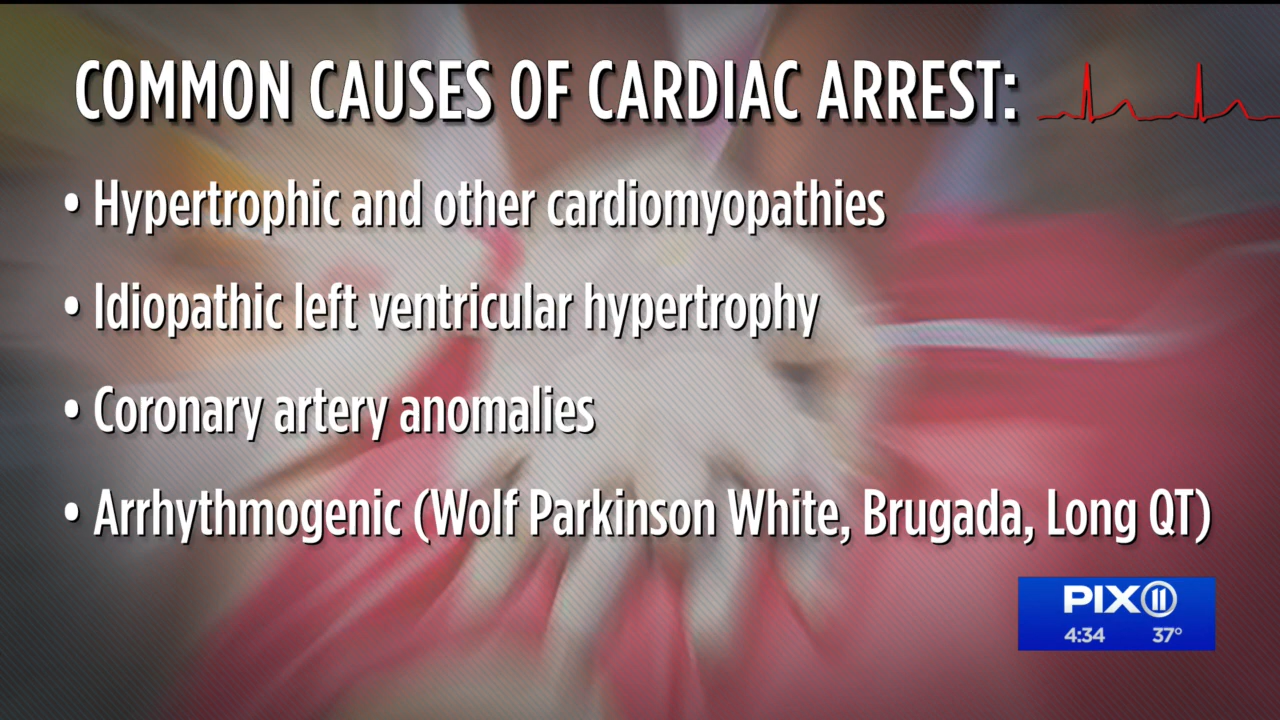 COMMON CAUSES OF CARDIAC ARREST:
• Hypertrophic and other cardiomyopathies
• Idiopathic left ventricular hypertrophy
• Coronary artery anomalies
• Arrhythmogenic (Wolf Parkinson White, Brugada, Long QT)
PIX11
4:34 37°